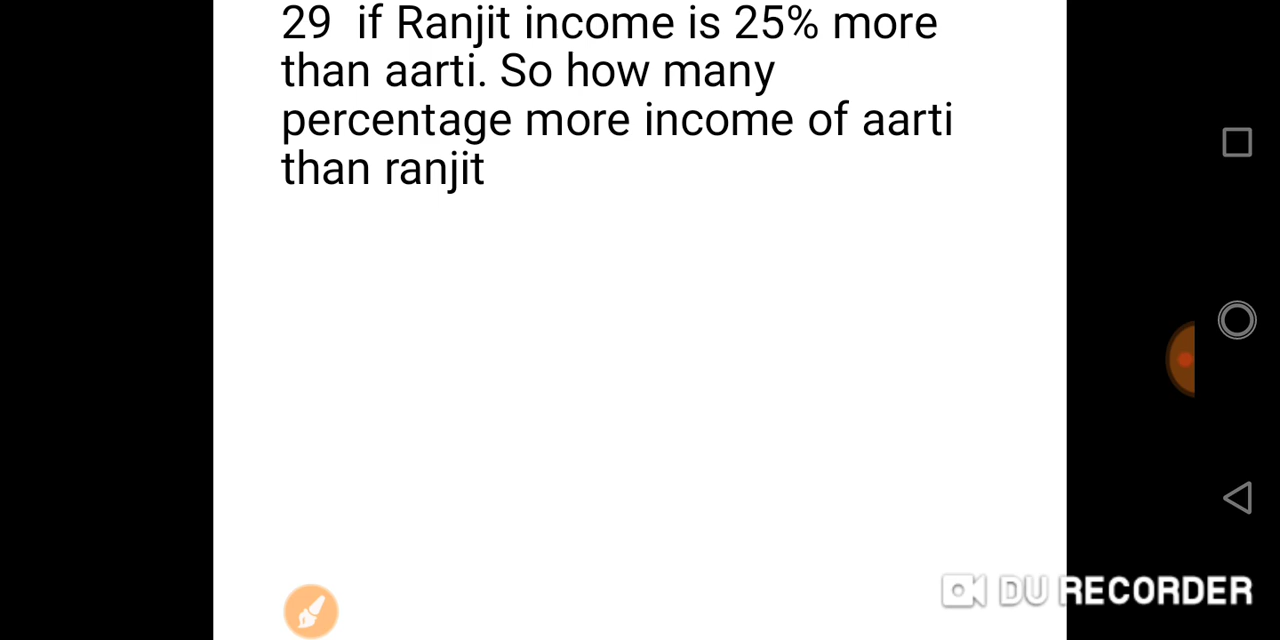 29  if Ranjit income is 25% more
than aarti. So how many
percentage more income of aarti
than ranjit
DU RECORDER